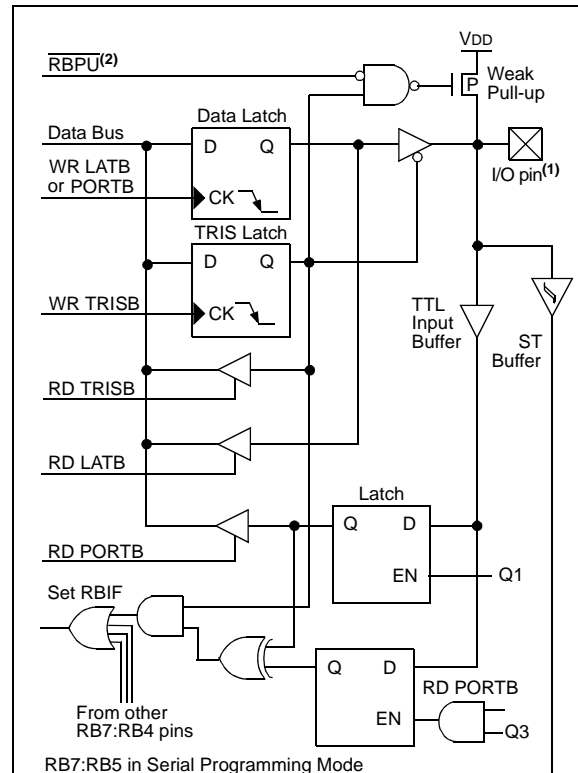 VDD
RBPU(2)
P
Weak
Pull-up
Data Latch
Data Bus
D Q
I/O pin(1)
WR LATB
or PORTB
CK
TRIS Latch
D Q
WR TRISB
CK
TTL
Input
Buffer
ST
Buffer
RD TRISB
RD LATB
Latch
Q D
RD PORTB
EN
Q1
Set RBIF
Q D
RD PORTB
EN
Q3
From other
RB7:RB4 pins
RB7:RB5 in Serial Programming Mode